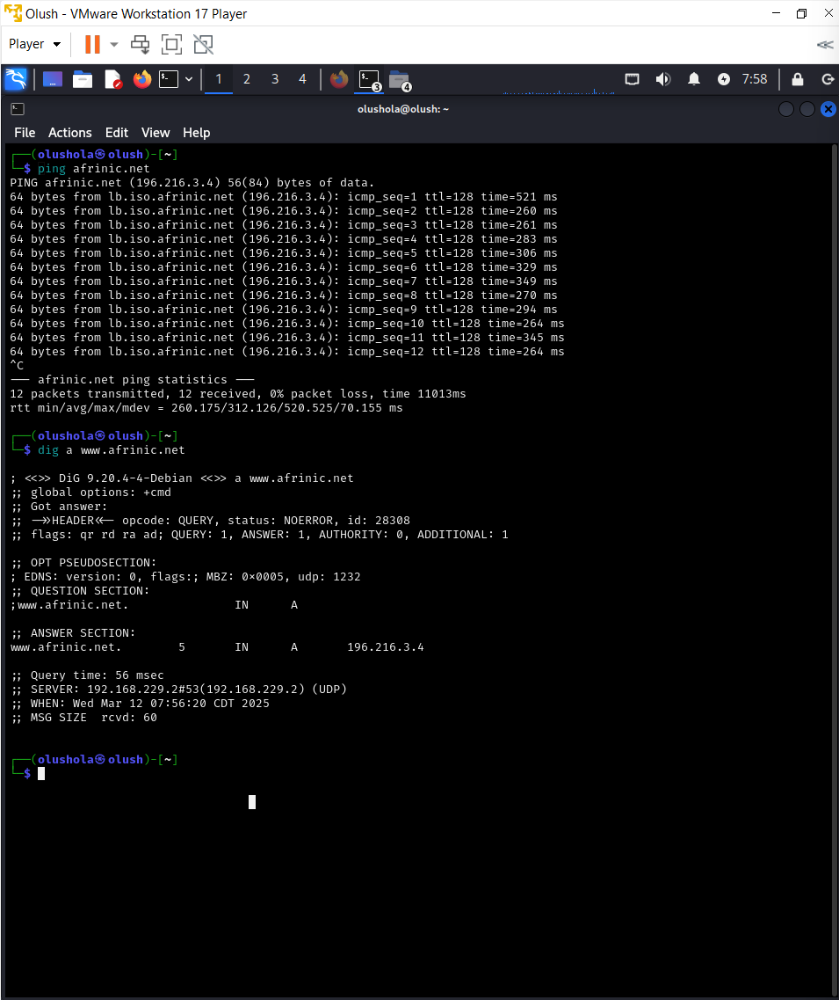 Olush - VMware Workstation 17 Player
Player
1 2 3 4 3 4 7:58
olushola@olush: ~
File Actions Edit View Help
┌──(olushola㉿olush)-[~]
└─$ ping afrinic.net
PING afrinic.net (196.216.3.4) 56(84) bytes of data.
64 bytes from lb.iso.afrinic.net (196.216.3.4): icmp_seq=1 ttl=128 time=521 ms
64 bytes from lb.iso.afrinic.net (196.216.3.4): icmp_seq=2 ttl=128 time=260 ms
64 bytes from lb.iso.afrinic.net (196.216.3.4): icmp_seq=3 ttl=128 time=261 ms
64 bytes from lb.iso.afrinic.net (196.216.3.4): icmp_seq=4 ttl=128 time=283 ms
64 bytes from lb.iso.afrinic.net (196.216.3.4): icmp_seq=5 ttl=128 time=306 ms
64 bytes from lb.iso.afrinic.net (196.216.3.4): icmp_seq=6 ttl=128 time=329 ms
64 bytes from lb.iso.afrinic.net (196.216.3.4): icmp_seq=7 ttl=128 time=349 ms
64 bytes from lb.iso.afrinic.net (196.216.3.4): icmp_seq=8 ttl=128 time=270 ms
64 bytes from lb.iso.afrinic.net (196.216.3.4): icmp_seq=9 ttl=128 time=294 ms
64 bytes from lb.iso.afrinic.net (196.216.3.4): icmp_seq=10 ttl=128 time=264 ms
64 bytes from lb.iso.afrinic.net (196.216.3.4): icmp_seq=11 ttl=128 time=345 ms
64 bytes from lb.iso.afrinic.net (196.216.3.4): icmp_seq=12 ttl=128 time=264 ms
^C
--- afrinic.net ping statistics ---
12 packets transmitted, 12 received, 0% packet loss, time 11013ms
rtt min/avg/max/mdev = 260.175/312.126/520.525/70.155 ms
┌──(olushola㉿olush)-[~]
└─$ dig a www.afrinic.net
; <<>> DiG 9.20.4-4-Debian <<>> a www.afrinic.net
;; global options: +cmd
;; Got answer:
;; ->>HEADER<<- opcode: QUERY, status: NOERROR, id: 28308
;; flags: qr rd ra ad; QUERY: 1, ANSWER: 1, AUTHORITY: 0, ADDITIONAL: 1
;; OPT PSEUDOSECTION:
; EDNS: version: 0, flags:; MBZ: 0x0005, udp: 1232
;; QUESTION SECTION:
;www.afrinic.net. IN A
;; ANSWER SECTION:
www.afrinic.net. 5 IN A 196.216.3.4
;; Query time: 56 msec
;; SERVER: 192.168.229.2#53(192.168.229.2) (UDP)
;; WHEN: Wed Mar 12 07:56:20 CDT 2025
;; MSG SIZE rcvd: 60
┌──(olushola㉿olush)-[~]
└─$